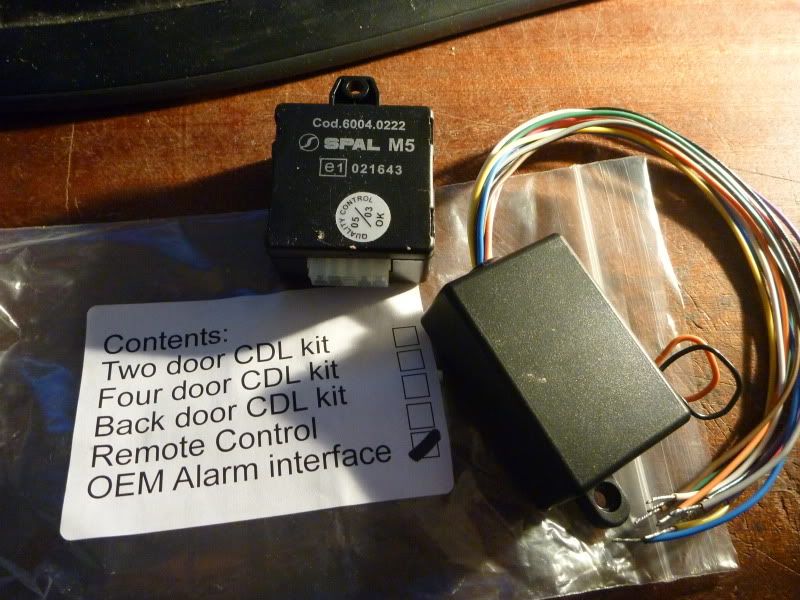 Cod.6004.0222
SPAL M5
e1 021643
QUALITY CONTROL
05/03
OK
Contents:
Two door CDL kit
Four door CDL kit
Back door CDL kit
Remote Control
OEM Alarm interface